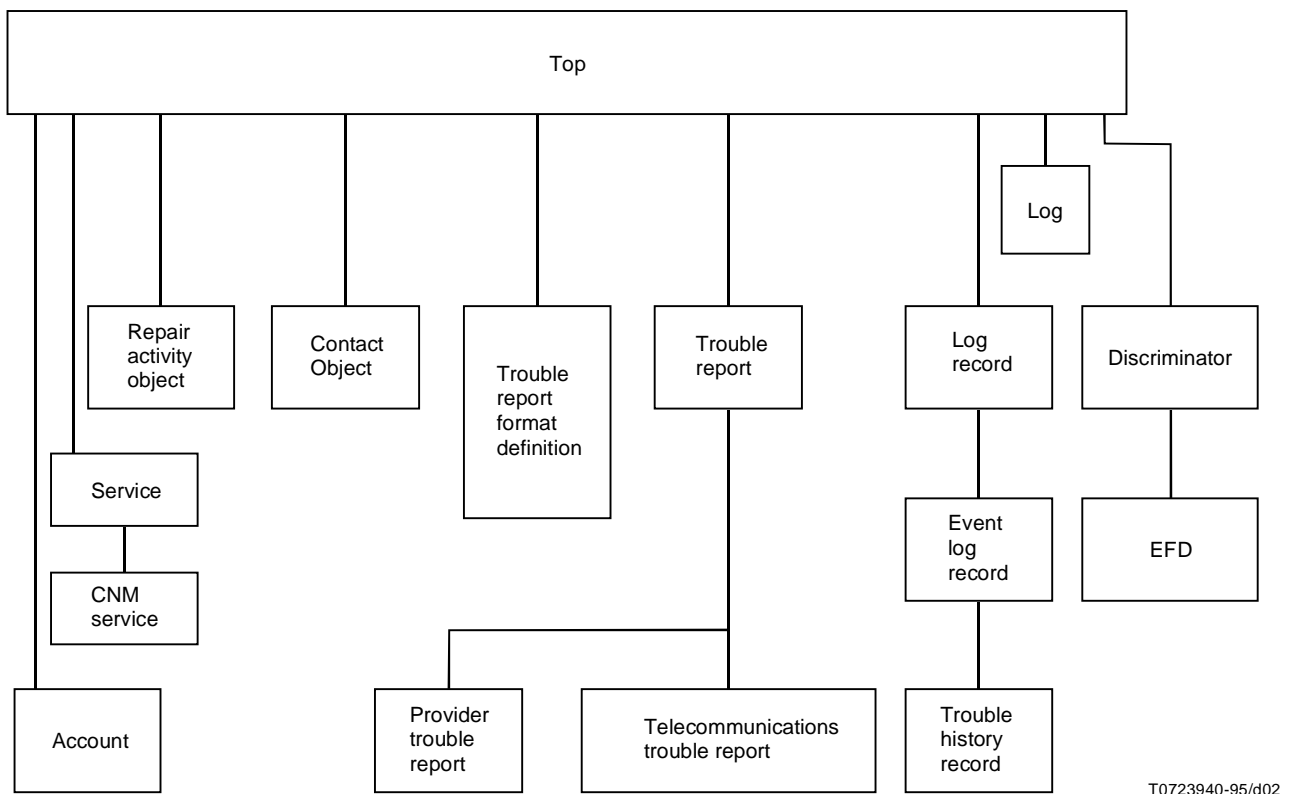 Top
Log
Repair
activity
object
Contact
Object
Trouble
report
format
definition
Trouble
report
Log
record
Discriminator
Service
Event
log
record
EFD
CNM
service
Account
Provider
trouble
report
Telecommunications
trouble report
Trouble
history
record
T0723940-95/d02